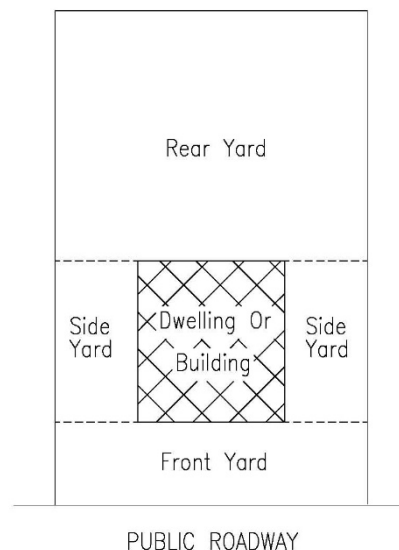 Rear Yard
Side
Yard
Dwelling Or
Building
Side
Yard
Front Yard
PUBLIC ROADWAY